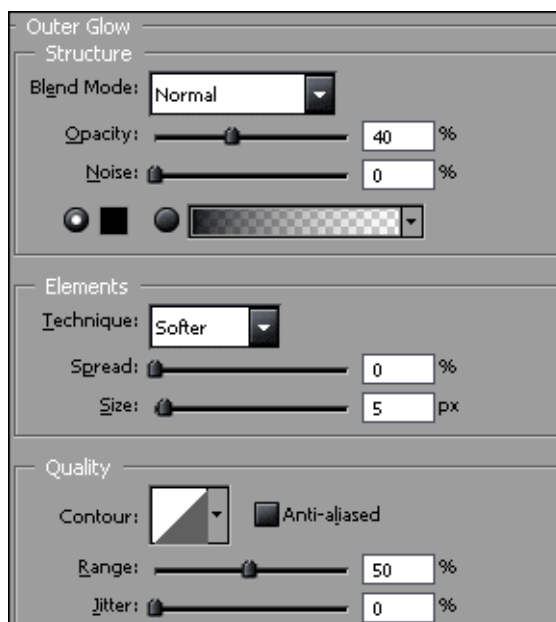 Outer Glow
Structure
Blend Mode: Normal
Opacity: 40 %
Noise: 0 %
Elements
Technique: Softer
Spread: 0 %
Size: 5 px
Quality
Contour: Anti-aliased
Range: 50 %
Jitter: 0 %